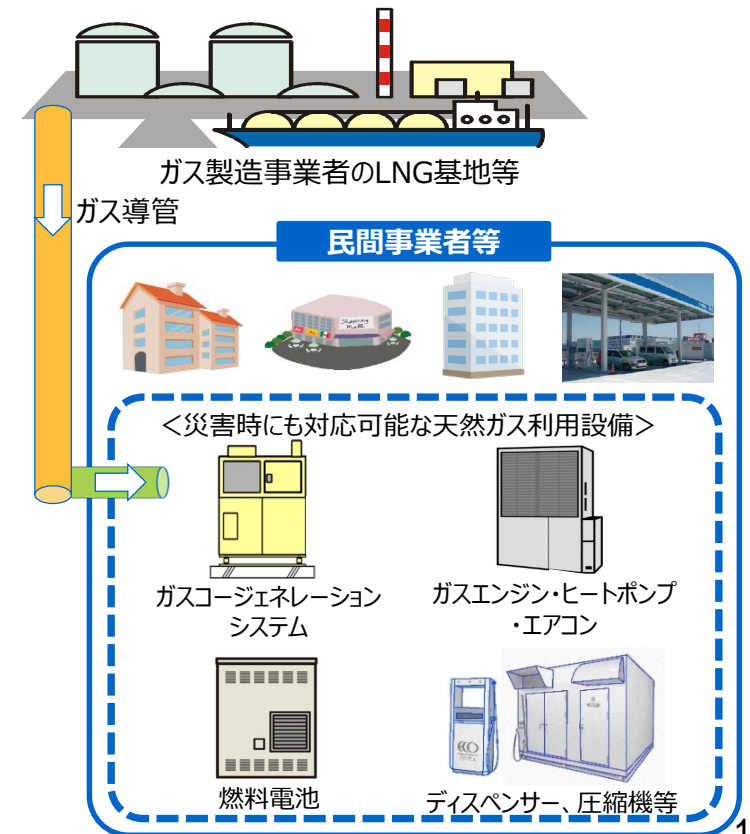 ガス製造事業者のLNG基地等
ガス導管
民間事業者等
Shopping
Mall
＜災害時にも対応可能な天然ガス利用設備＞
ガスコージェネレーション
システム
ガスエンジン・ヒートポンプ
・エアコン
ECO
燃料電池
ディスペンサー、圧縮機等
1